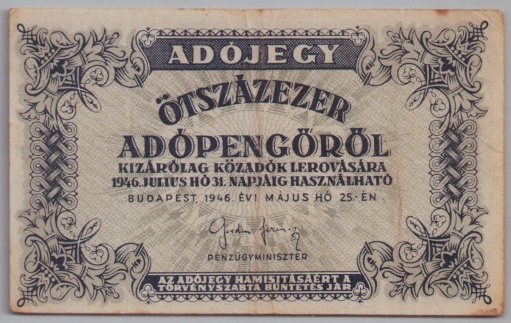 ADÓJEGY
ÖTSZÁZEZER
ADÓPENGŐRŐL
KIZÁRÓLAG KÖZADÓK LEROVÁSÁRA
1946. JULIUS HÓ 31. NAPJÁIG HASZNÁLHATÓ
BUDAPEST, 1946. ÉVI MÁJUS HÓ 25.-ÉN
PÉNZÜGYMINISZTER
AZ ADÓJEGY HAMISITÁSÁÉRT A
TÖRVÉNYSZABTA BÜNTETÉS JÁR